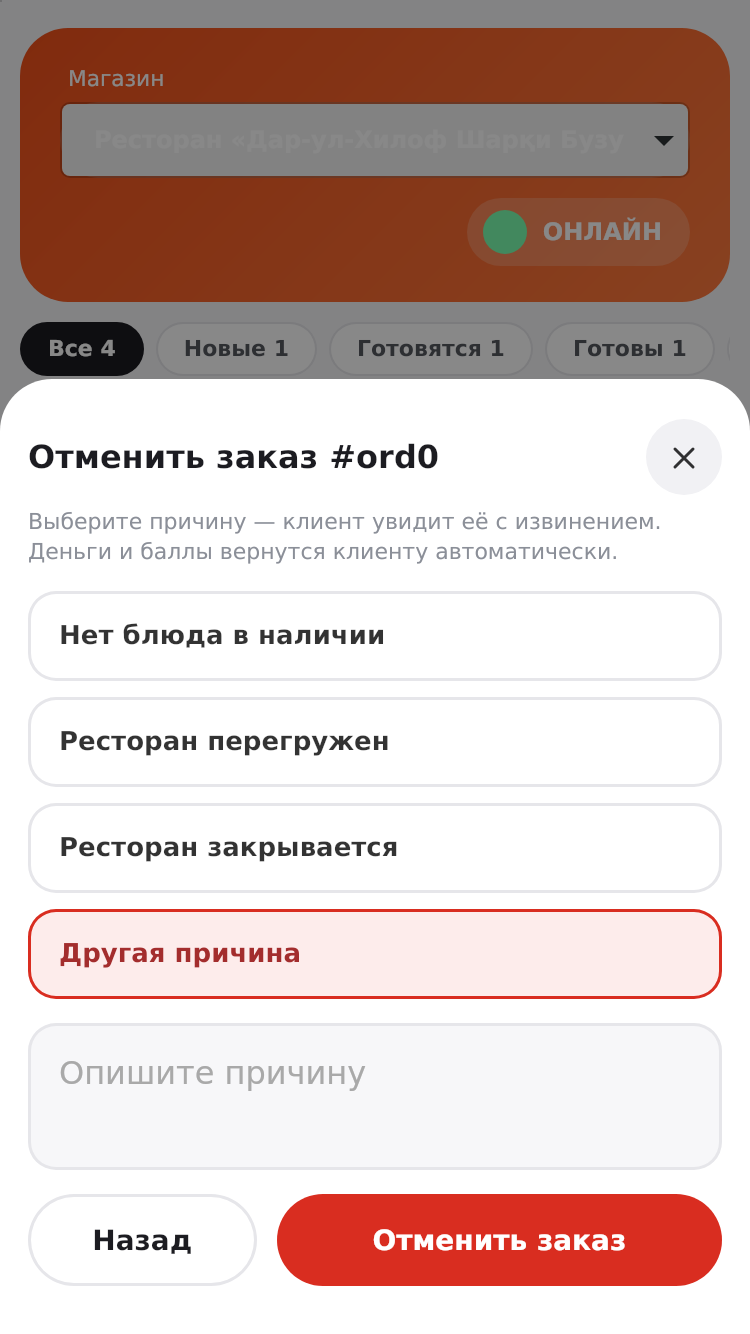 Магазин
Ресторан «Дар-ул-Хилоф Шарқи Бузу
ОНЛАЙН
Все 4
Новые 1
Готовятся 1
Готовы 1
Отменить заказ #ord0
Выберите причину — клиент увидит её с извинением.
Деньги и баллы вернутся клиенту автоматически.
Нет блюда в наличии
Ресторан перегружен
Ресторан закрывается
Другая причина
Опишите причину
Назад
Отменить заказ